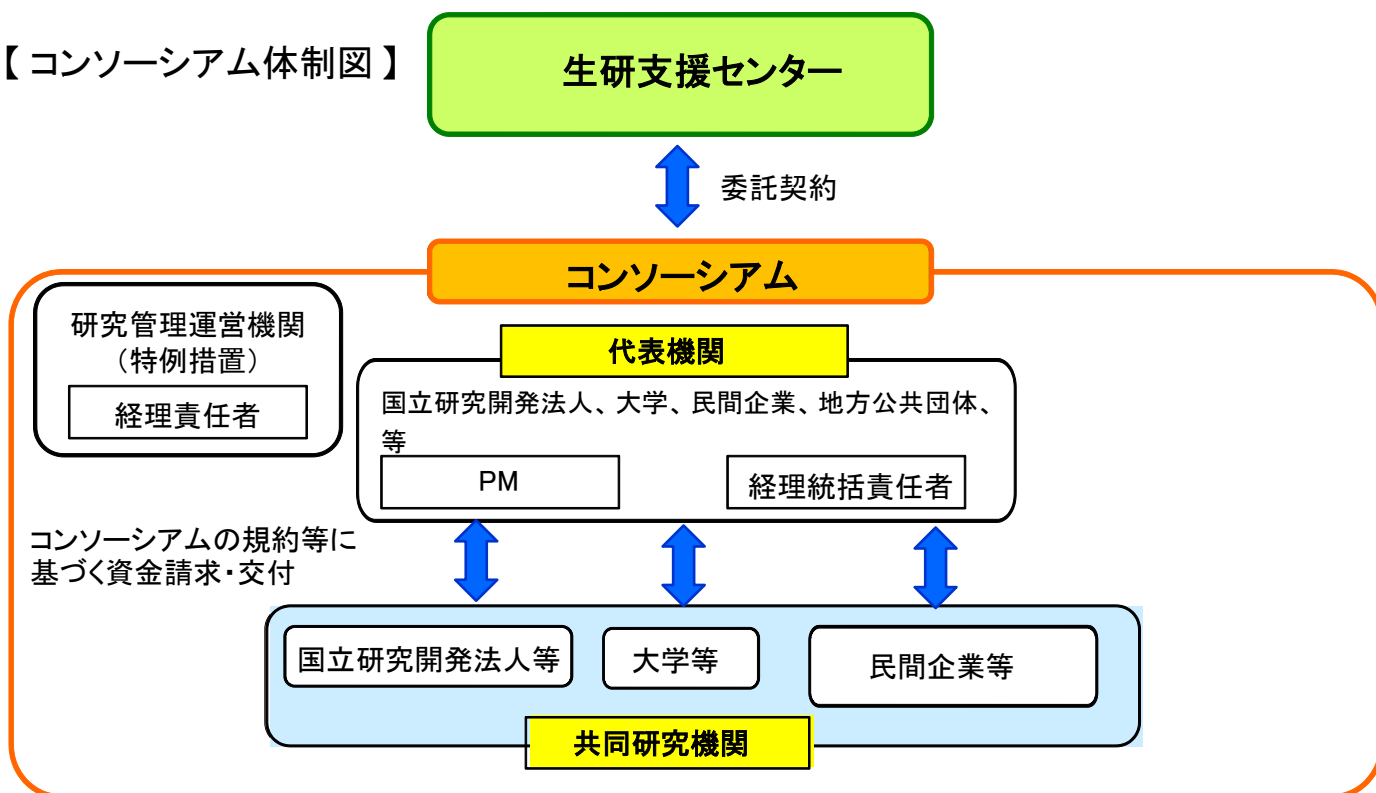 【 コンソーシアム体制図 】
生研支援センター
委託契約
コンソーシアム
研究管理運営機関
（特例措置）
経理責任者
代表機関
国立研究開発法人、大学、民間企業、地方公共団体、
等
PM
経理統括責任者
コンソーシアムの規約等に
基づく資金請求・交付
国立研究開発法人等
大学等
民間企業等
共同研究機関